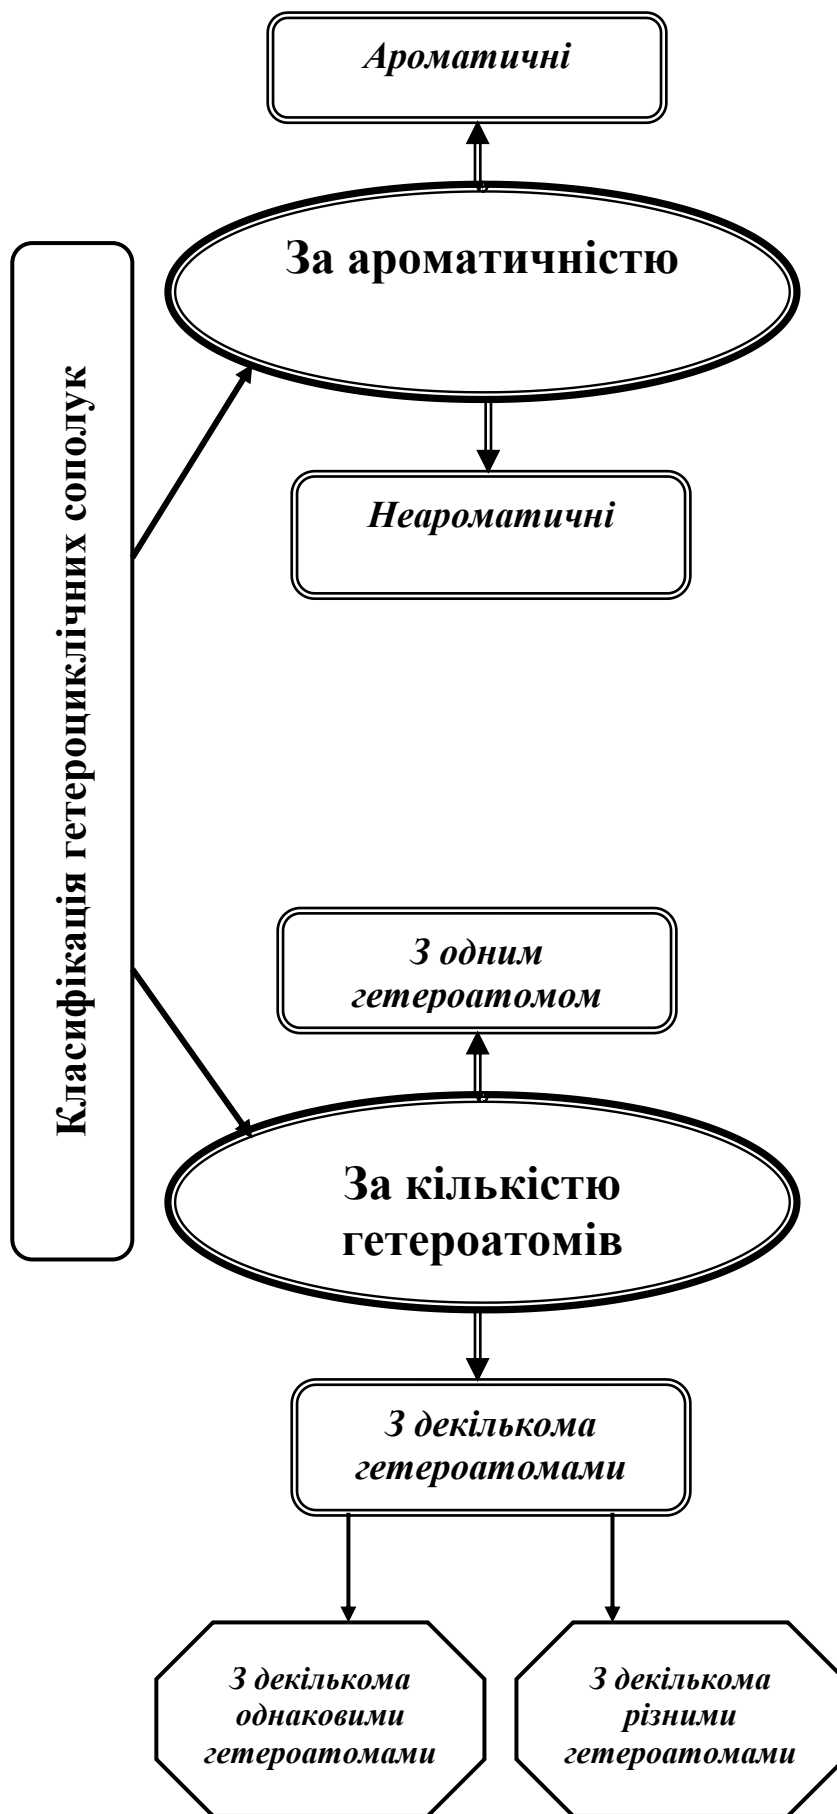 Ароматичні
За ароматичністю
Класифікація гетероциклічних сополук
Неароматичні
З одним
гетероатомом
За кількістю
гетероатомів
З декількома
гетероатомами
З декількома
однаковими
гетероатомами
З декількома
різними
гетероатомами